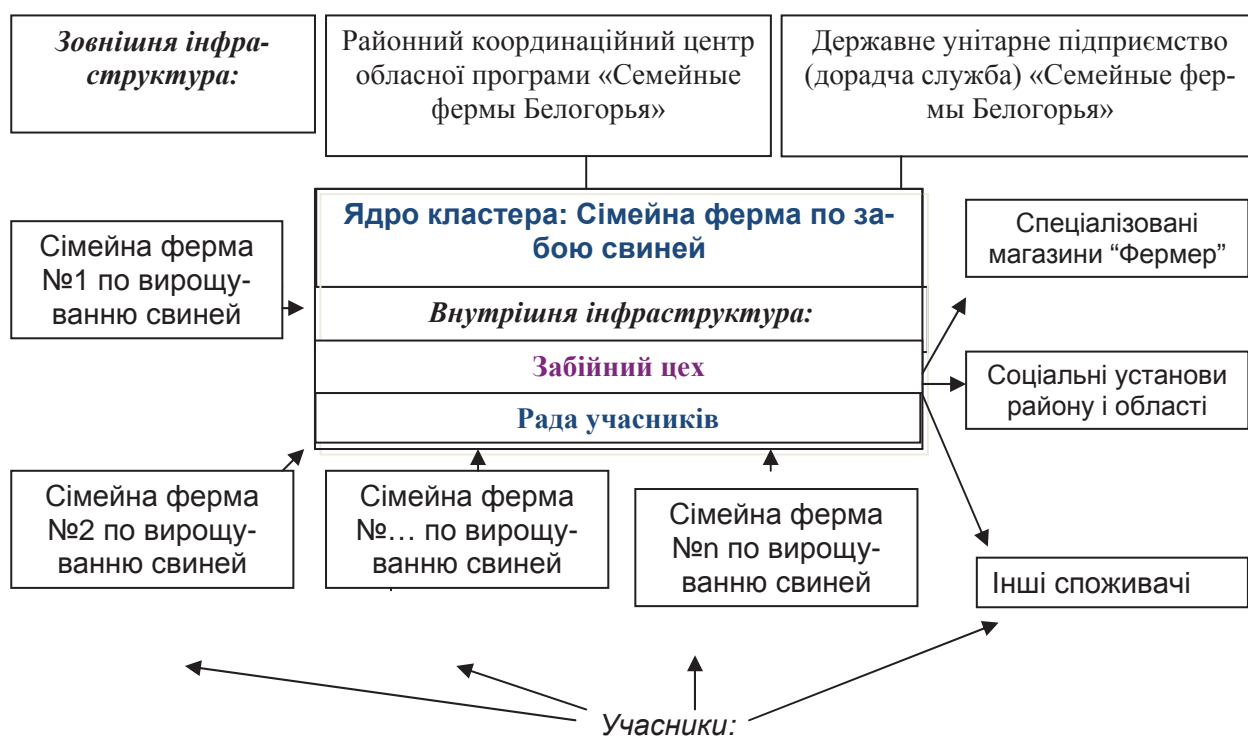 Зовнішня інфра-
структура:
Районний координаційний центр
обласної програми «Семейные
фермы Белогорья»
Державне унітарне підприємство
(дорадча служба) «Семейные фер-
мы Белогорья»
Ядро кластера: Сімейна ферма по за-
бою свиней
Внутрішня інфраструктура:
Забійний цех
Рада учасників
Сімейна ферма
№1 по вирощу-
ванню свиней
Спеціалізовані
магазини “Фермер”
Соціальні установи
району і області
Сімейна ферма
№2 по вирощу-
ванню свиней
Сімейна ферма
№… по вирощу-
ванню свиней
Сімейна ферма
№n по вирощу-
ванню свиней
Інші споживачі
Учасники: